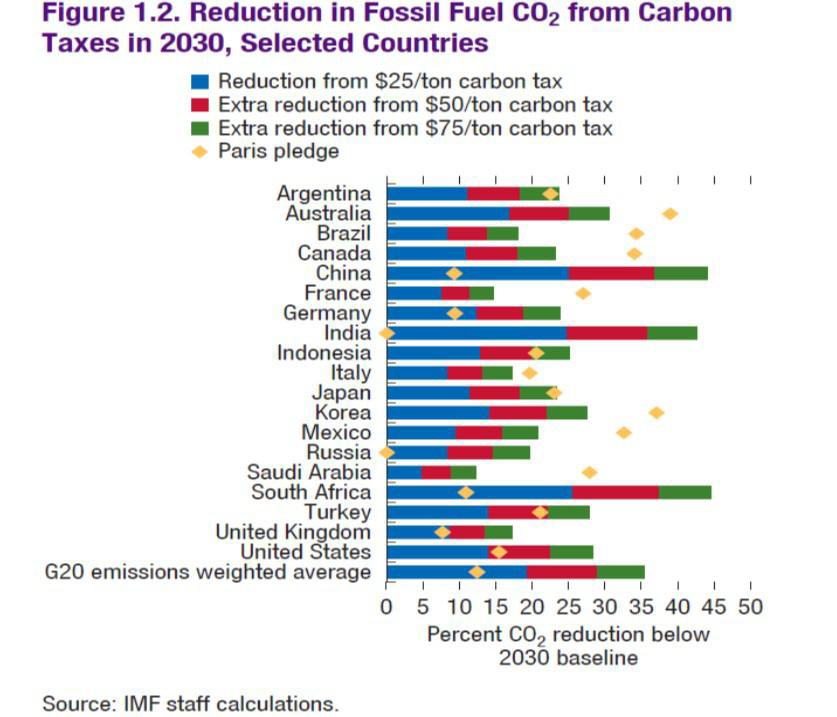 Figure 1.2. Reduction in Fossil Fuel CO₂ from Carbon
Taxes in 2030, Selected Countries
Reduction from $25/ton carbon tax
Extra reduction from $50/ton carbon tax
Extra reduction from $75/ton carbon tax
Paris pledge
Argentina
Australia
Brazil
Canada
China
France
Germany
India
Indonesia
Italy
Japan
Korea
Mexico
Russia
Saudi Arabia
South Africa
Turkey
United Kingdom
United States
G20 emissions weighted average
0 5 10 15 20 25 30 35 40 45 50
Percent CO₂ reduction below
2030 baseline
Source: IMF staff calculations.